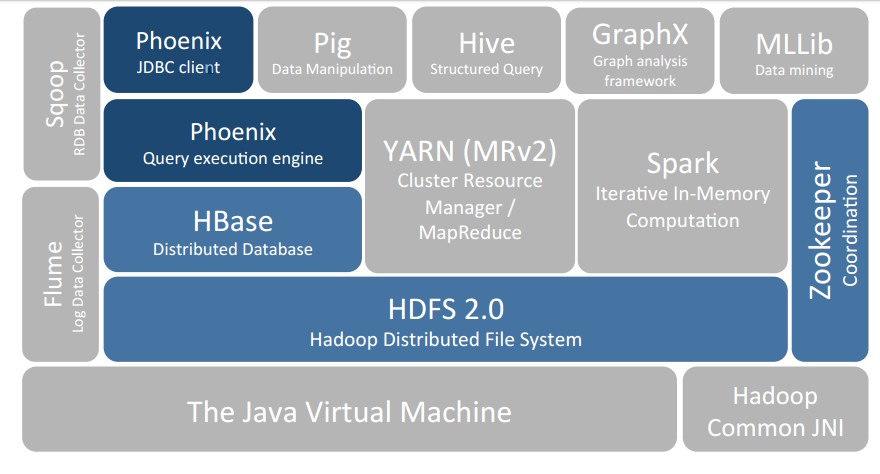 Sqoop
RDB Data Collector
Phoenix
JDBC client
Pig
Data Manipulation
Hive
Structured Query
GraphX
Graph analysis
framework
MLLib
Data mining
Phoenix
Query execution engine
YARN (MRv2)
Cluster Resource
Manager /
MapReduce
Spark
Iterative In-Memory
Computation
Zookeeper
Coordination
Flume
Log Data Collector
HBase
Distributed Database
HDFS 2.0
Hadoop Distributed File System
The Java Virtual Machine
Hadoop
Common JNI